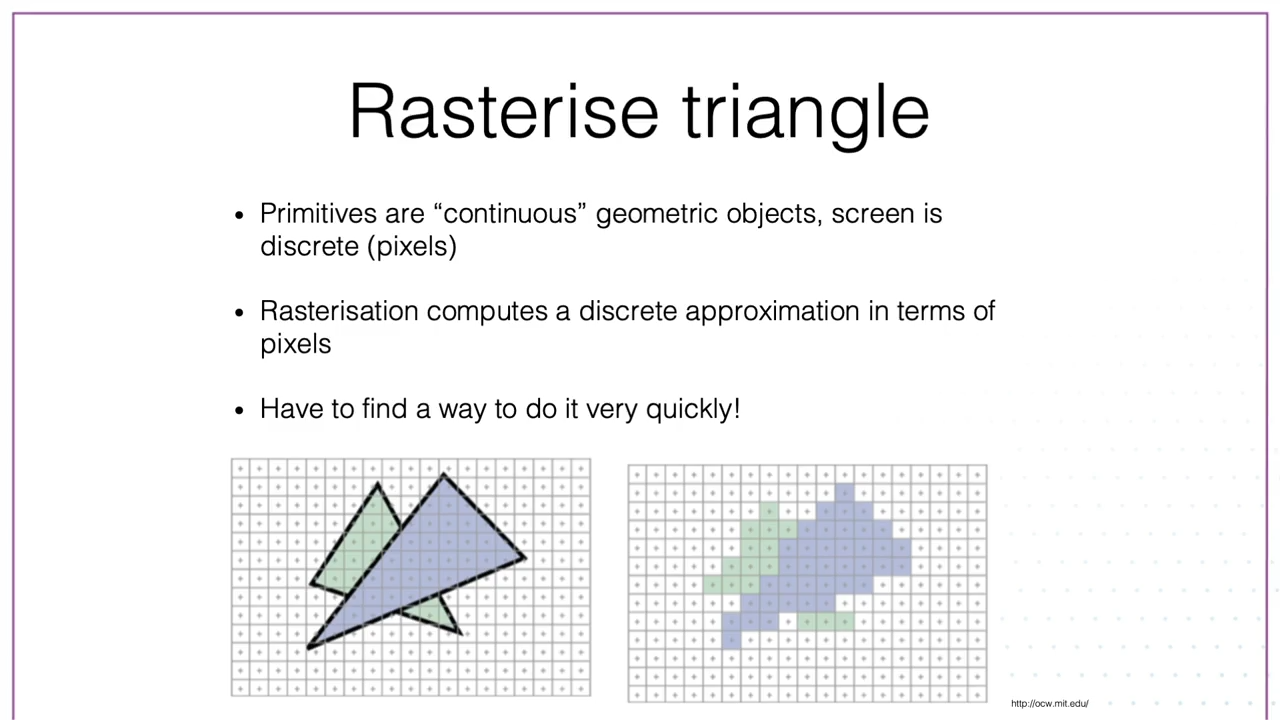 Rasterise triangle
• Primitives are “continuous” geometric objects, screen is
discrete (pixels)
• Rasterisation computes a discrete approximation in terms of
pixels
• Have to find a way to do it very quickly!
http://ocw.mit.edu/